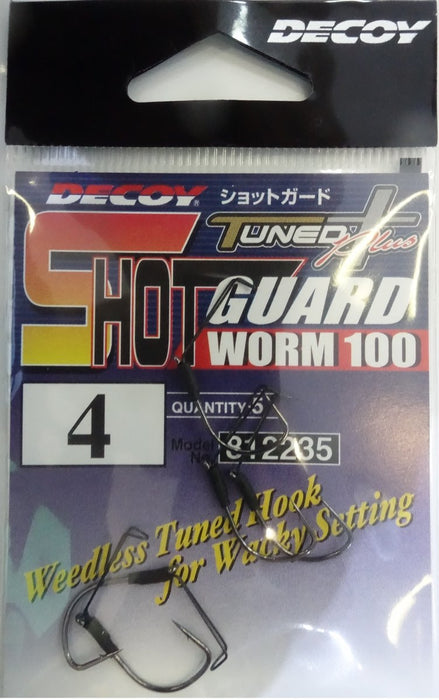 DECOY
DECOY® ショットガード
TUNED Plus
SHOT GUARD
WORM 100
4
QUANTITY 5
Model No. 812235
Weedless Tuned Hook
for Wacky Setting